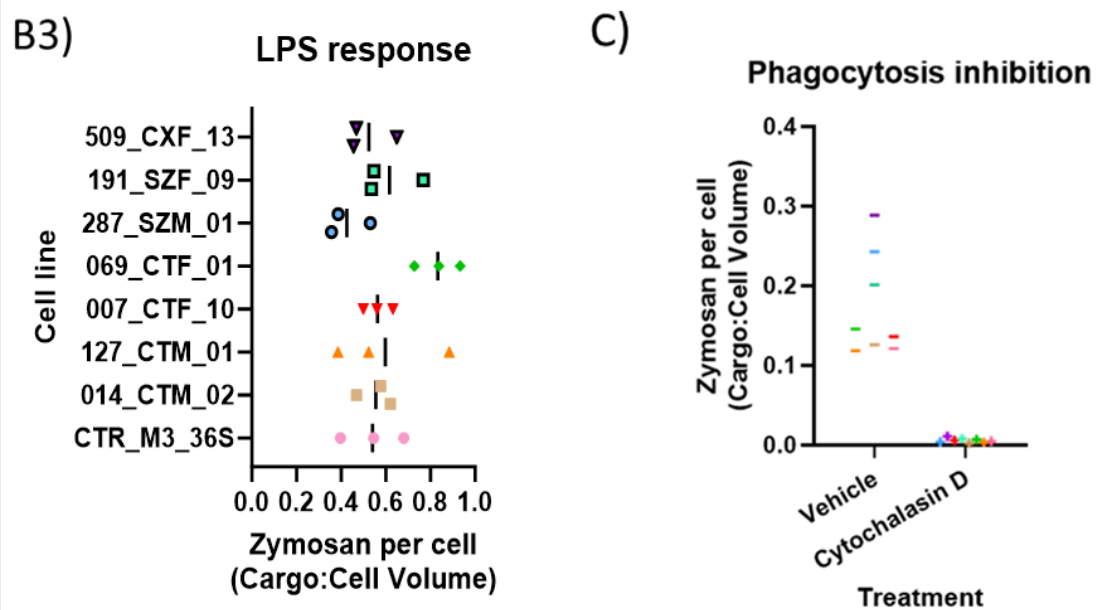 B3)
LPS response
Cell line
509_CXF_13
191_SZF_09
287_SZM_01
069_CTF_01
007_CTF_10
127_CTM_01
014_CTM_02
CTR_M3_36S
0.0 0.2 0.4 0.6 0.8 1.0
Zymosan per cell
(Cargo:Cell Volume)
C)
Phagocytosis inhibition
Zymosan per cell
(Cargo:Cell Volume)
0.4
0.3
0.2
0.1
0.0
Vehicle
Cytochalasin D
Treatment